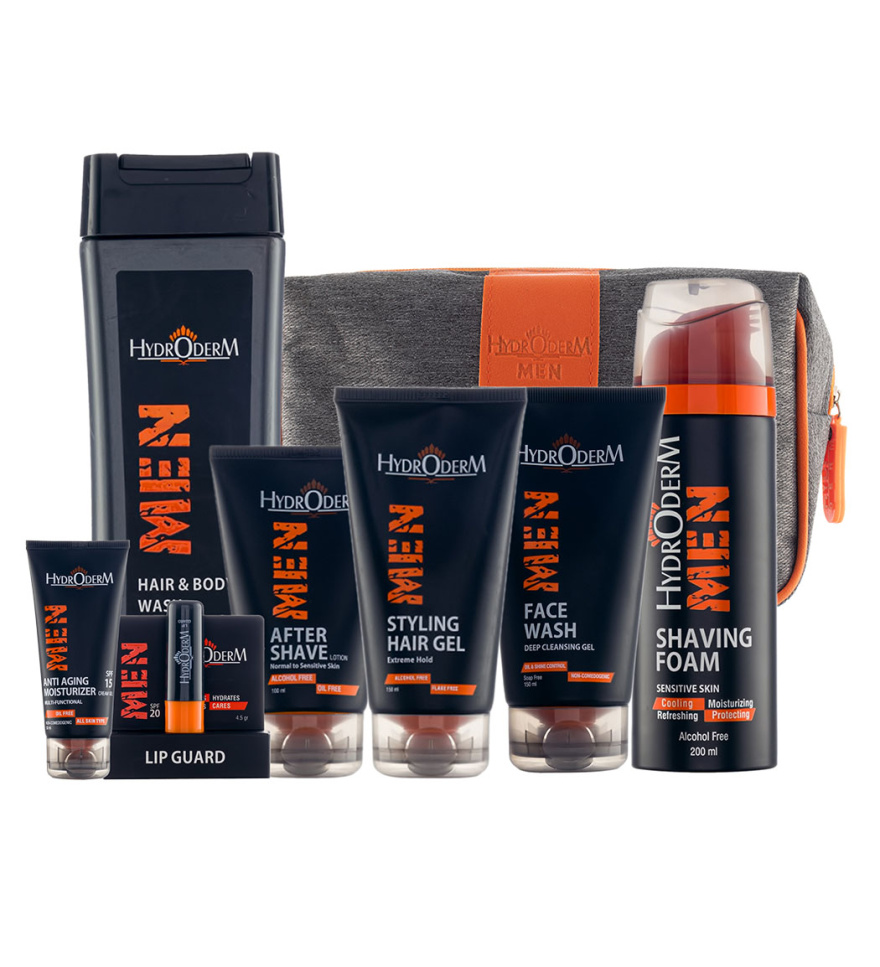 HYDRODERM
MEN
HAIR & BODY
WASH
HYDRODERM
MEN
HYDRODERM
MEN
ANTI AGING
MOISTURIZER
MULTI-FUNCTIONAL
SPF
15
OIL FREE
ALL SKIN TYPE
MEN
SPF
20
HYDRODERM
DERM
HYDRATES
CARES
4.5 gr
LIP GUARD
HYDRODER
MEN
AFTER
SHAVE LOTION
Normal to Sensitive Skin
ALCOHOL FREE
OIL FREE
100 ml
HYDRODERM
MEN
STYLING
HAIR GEL
Extreme Hold
ALCOHOL FREE
FLAKE FREE
150 ml
HYDRODERM
MEN
FACE
WASH
DEEP CLEANSING GEL
OIL & SHINE CONTROL
Soap Free
NON-COMEDOGENIC
150 ml
HYDRODERM
MEN
SHAVING
FOAM
SENSITIVE SKIN
Cooling Moisturizing
Refreshing Protecting
Alcohol Free
200 ml